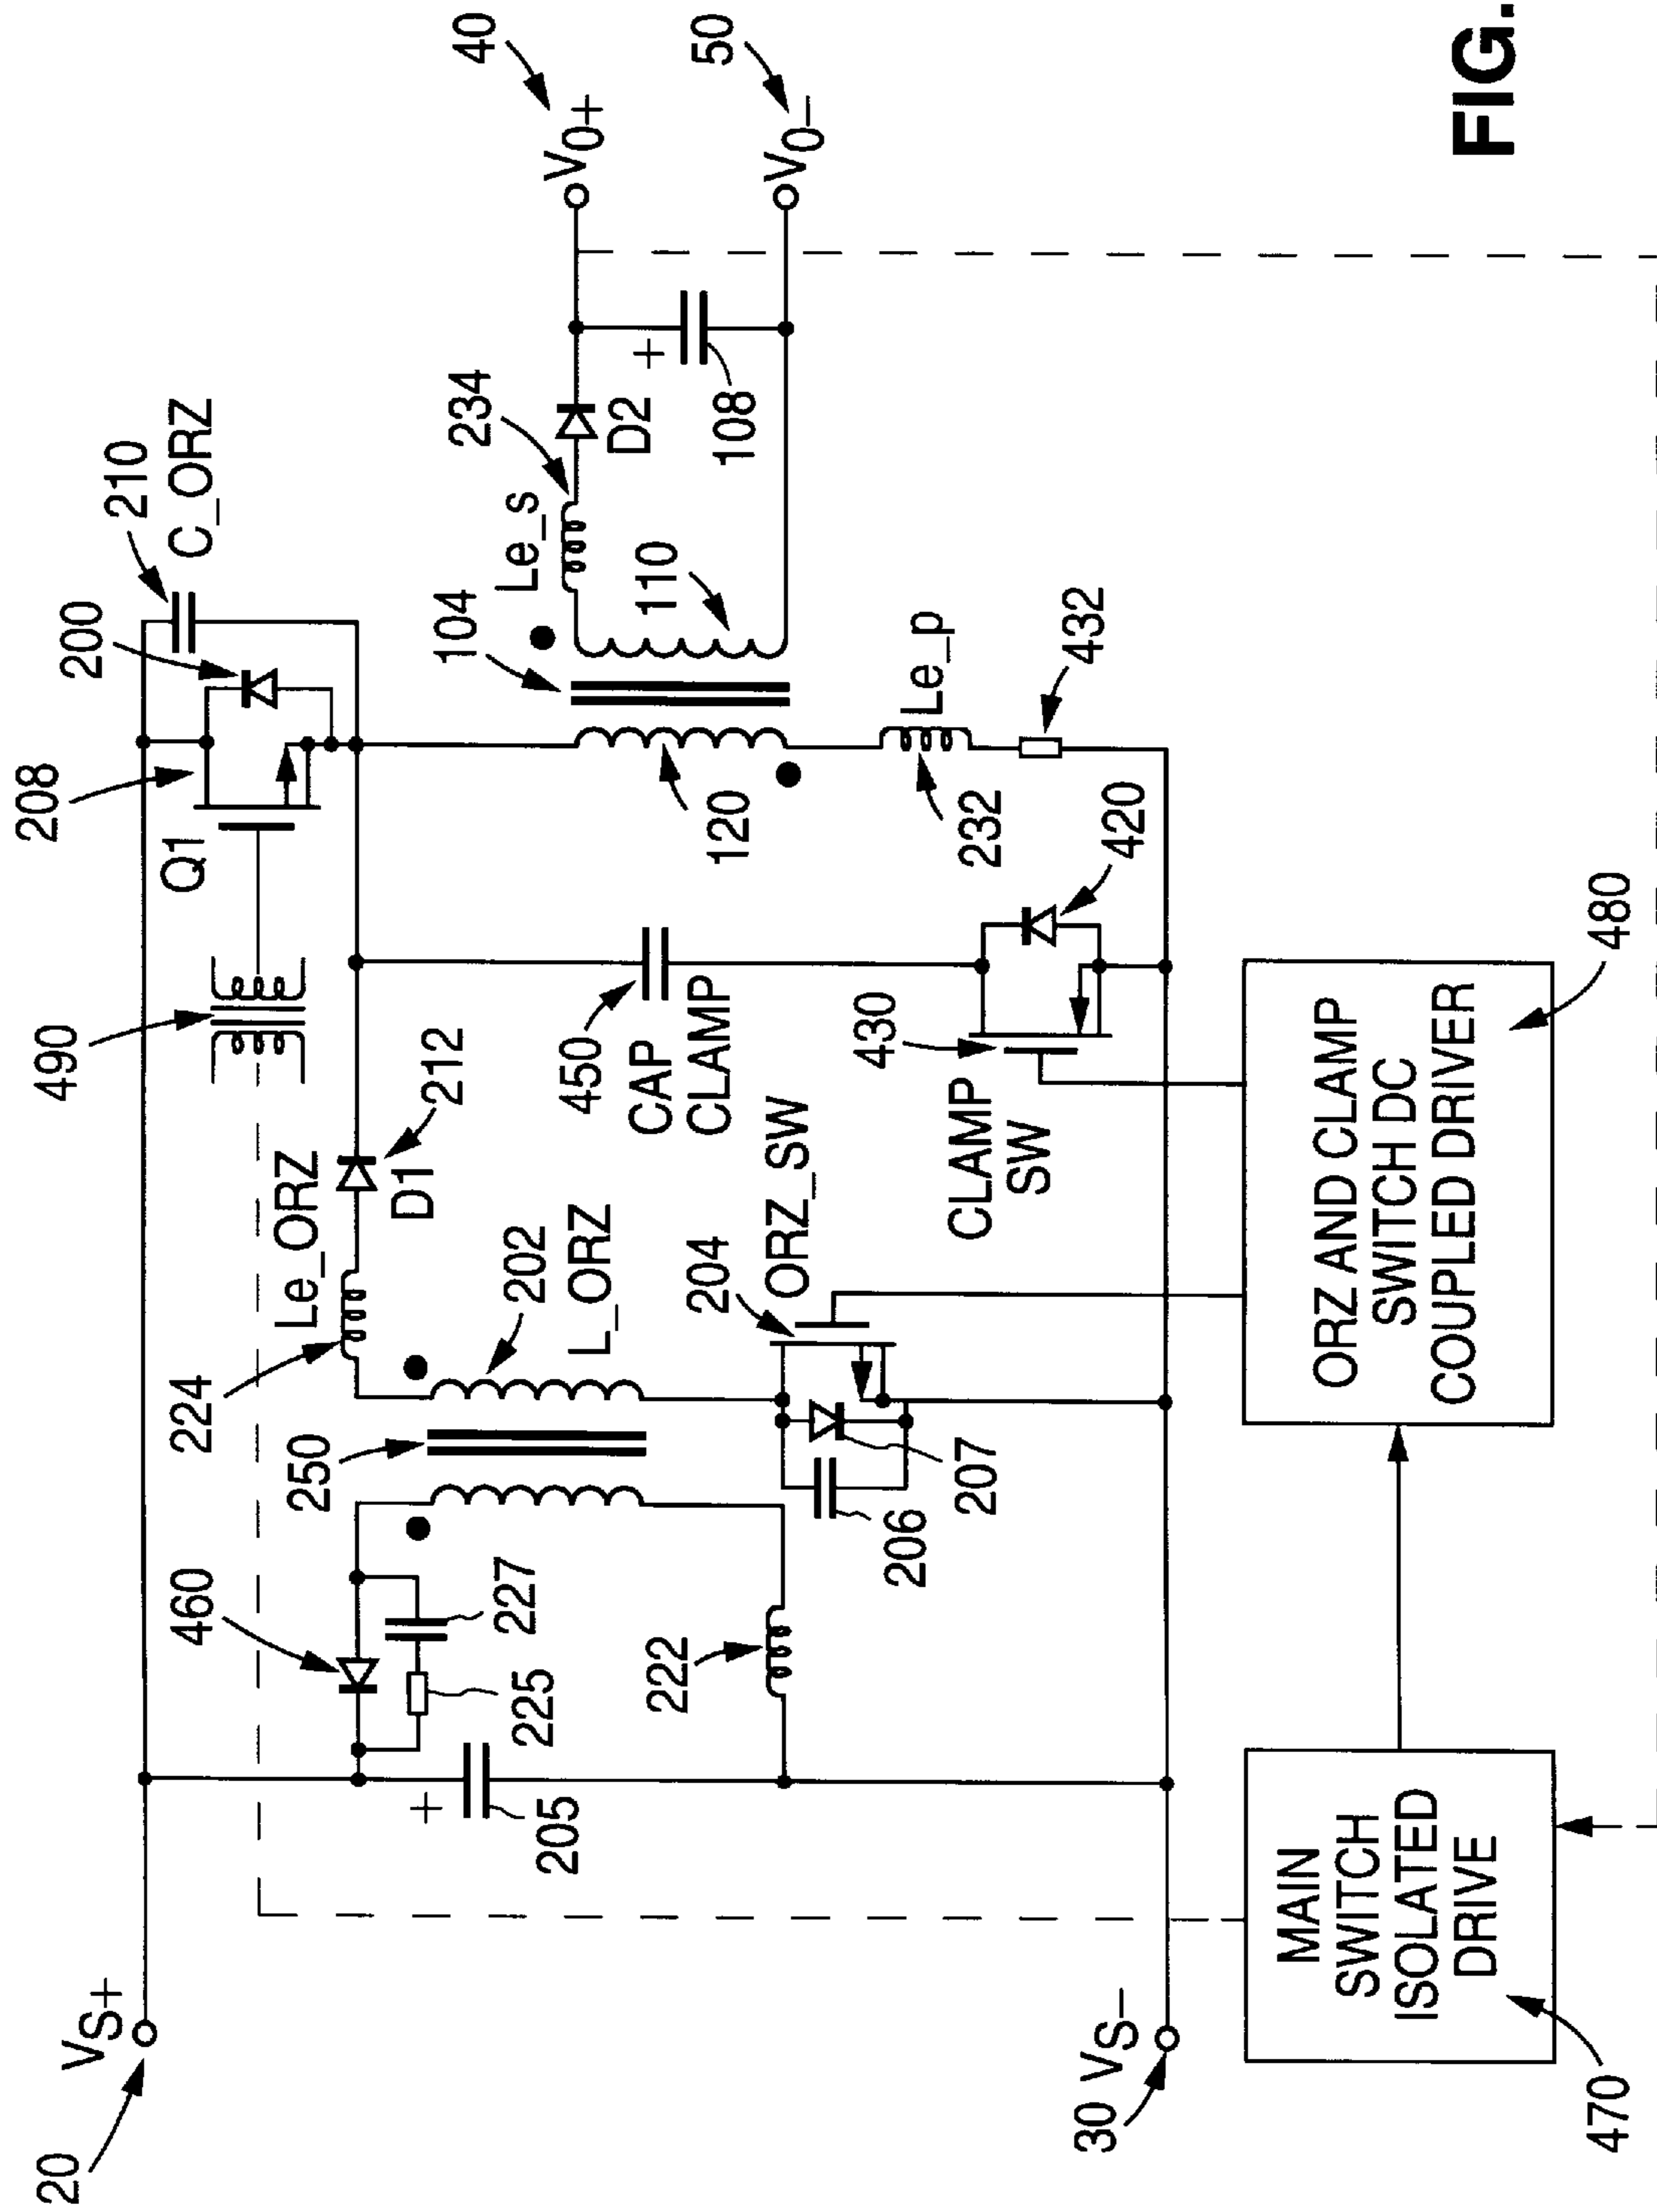 20
VS+
490
208
Q1
200
210
C_ORZ
40
VO+
50
VO−
460
224
Le_ORZ
D1
212
104
Le_s
234
D2
108
110
+
205
225
227
250
202
L_ORZ
450
CAP
CLAMP
120
232
Le_p
432
+
222
206
207
204
ORZ_SW
CLAMP
SW
430
420
30 VS−
470
MAIN
SWITCH
ISOLATED
DRIVE
ORZ AND CLAMP
SWITCH DC
COUPLED DRIVER
480
FIG.